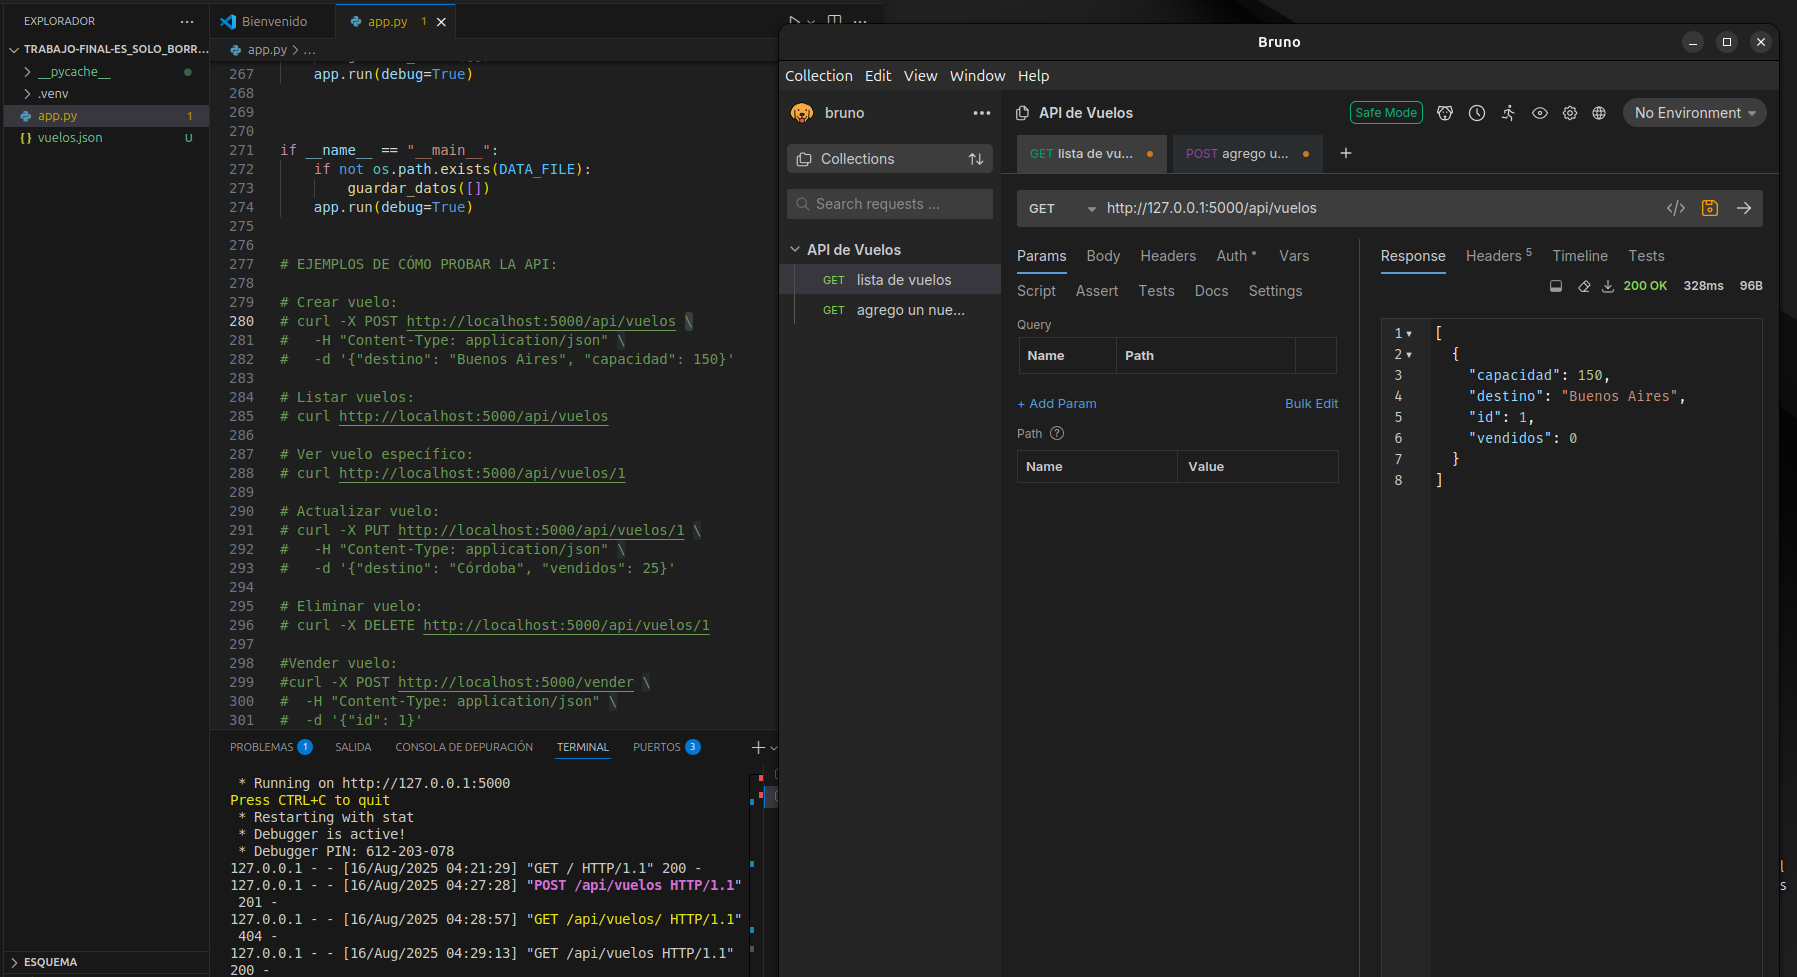 EXPLORADOR
TRABAJO-FINAL-ES_SOLO_BORR...
__pycache__
.venv
app.py 1
vuelos.json U
ESQUEMA
Bienvenido
app.py 1
app.py > ...
267 app.run(debug=True)
268
269
270
271 if __name__ == "__main__":
272 if not os.path.exists(DATA_FILE):
273 guardar_datos([])
274 app.run(debug=True)
275
276
277 # EJEMPLOS DE CÓMO PROBAR LA API:
278
279 # Crear vuelo:
280 # curl -X POST http://localhost:5000/api/vuelos \
281 #   -H "Content-Type: application/json" \
282 #   -d '{"destino": "Buenos Aires", "capacidad": 150}'
283
284 # Listar vuelos:
285 # curl http://localhost:5000/api/vuelos
286
287 # Ver vuelo específico:
288 # curl http://localhost:5000/api/vuelos/1
289
290 # Actualizar vuelo:
291 # curl -X PUT http://localhost:5000/api/vuelos/1 \
292 #   -H "Content-Type: application/json" \
293 #   -d '{"destino": "Córdoba", "vendidos": 25}'
294
295 # Eliminar vuelo:
296 # curl -X DELETE http://localhost:5000/api/vuelos/1
297
298 #Vender vuelo:
299 #curl -X POST http://localhost:5000/vender \
300 #  -H "Content-Type: application/json" \
301 #  -d '{"id": 1}'
PROBLEMAS 1 SALIDA CONSOLA DE DEPURACIÓN TERMINAL PUERTOS 3
* Running on http://127.0.0.1:5000
Press CTRL+C to quit
* Restarting with stat
* Debugger is active!
* Debugger PIN: 612-203-078
127.0.0.1 - - [16/Aug/2025 04:21:29] "GET / HTTP/1.1" 200 -
127.0.0.1 - - [16/Aug/2025 04:27:28] "POST /api/vuelos HTTP/1.1"
201 -
127.0.0.1 - - [16/Aug/2025 04:28:57] "GET /api/vuelos/ HTTP/1.1"
404 -
127.0.0.1 - - [16/Aug/2025 04:29:13] "GET /api/vuelos HTTP/1.1"
200 -
Bruno
Collection Edit View Window Help
bruno
Collections
Search requests ...
API de Vuelos
GET lista de vuelos
GET agrego un nue...
API de Vuelos
Safe Mode
No Environment
GET lista de vu...
POST agrego u...
GET http://127.0.0.1:5000/api/vuelos
Params Body Headers Auth Vars
Script Assert Tests Docs Settings
Query
Name Path
+ Add Param Bulk Edit
Path ?
Name Value
Response Headers 5 Timeline Tests
200 OK 328ms 96B
1 [
2 {
3 "capacidad": 150,
4 "destino": "Buenos Aires",
5 "id": 1,
6 "vendidos": 0
7 }
8 ]